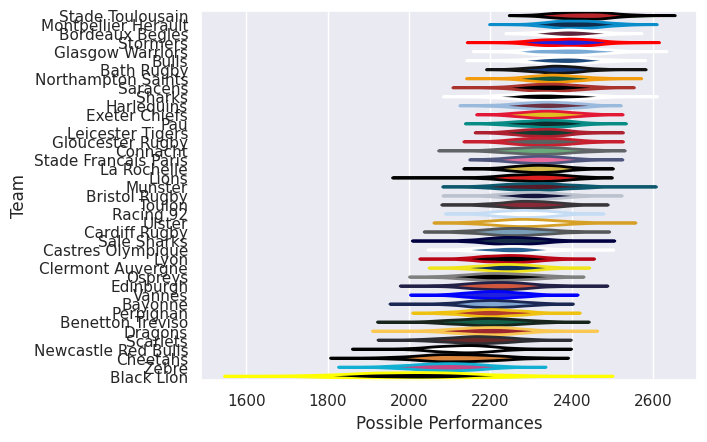 Stade Toulousain
Montpellier Herault
Bordeaux Begles
Stormers
Glasgow Warriors
Bulls
Bath Rugby
Northampton Saints
Saracens
Sharks
Harlequins
Exeter Chiefs
Pau
Leicester Tigers
Gloucester Rugby
Connacht
Stade Francais Paris
La Rochelle
Lions
Munster
Bristol Rugby
Toulon
Racing 92
Ulster
Cardiff Rugby
Sale Sharks
Castres Olympique
Lyon
Clermont Auvergne
Ospreys
Edinburgh
Vannes
Bayonne
Perpignan
Benetton Treviso
Dragons
Scarlets
Newcastle Red Bulls
Cheetahs
Zebre
Black Lion
Team
1600 1800 2000 2200 2400 2600
Possible Performances